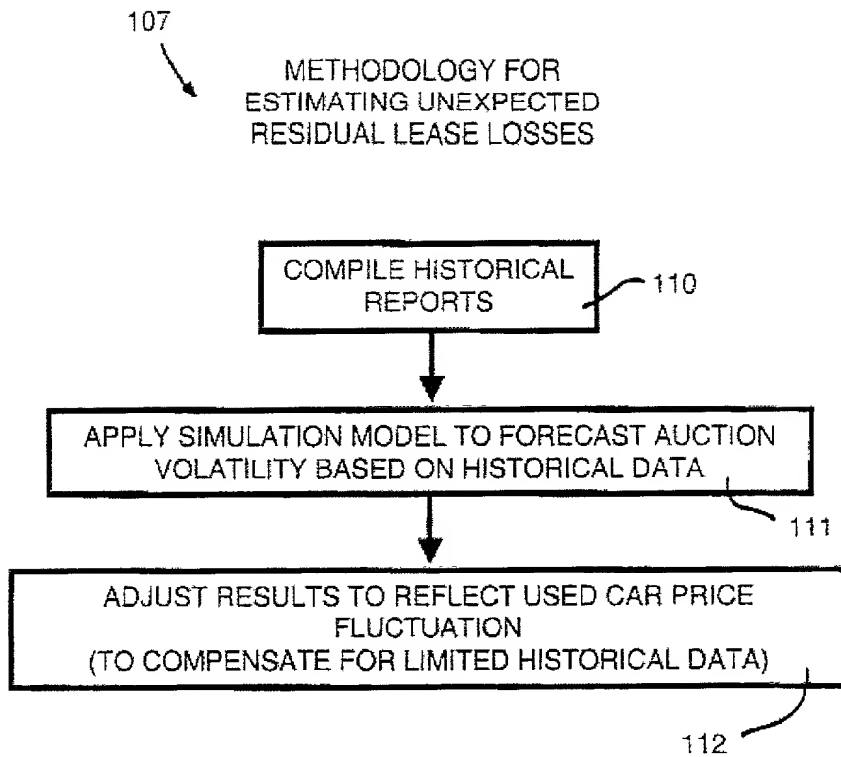 107
METHODOLOGY FOR
ESTIMATING UNEXPECTED
RESIDUAL LEASE LOSSES
COMPILE HISTORICAL
REPORTS
110
APPLY SIMULATION MODEL TO FORECAST AUCTION
VOLATILITY BASED ON HISTORICAL DATA
111
ADJUST RESULTS TO REFLECT USED CAR PRICE
FLUCTUATION
(TO COMPENSATE FOR LIMITED HISTORICAL DATA)
112